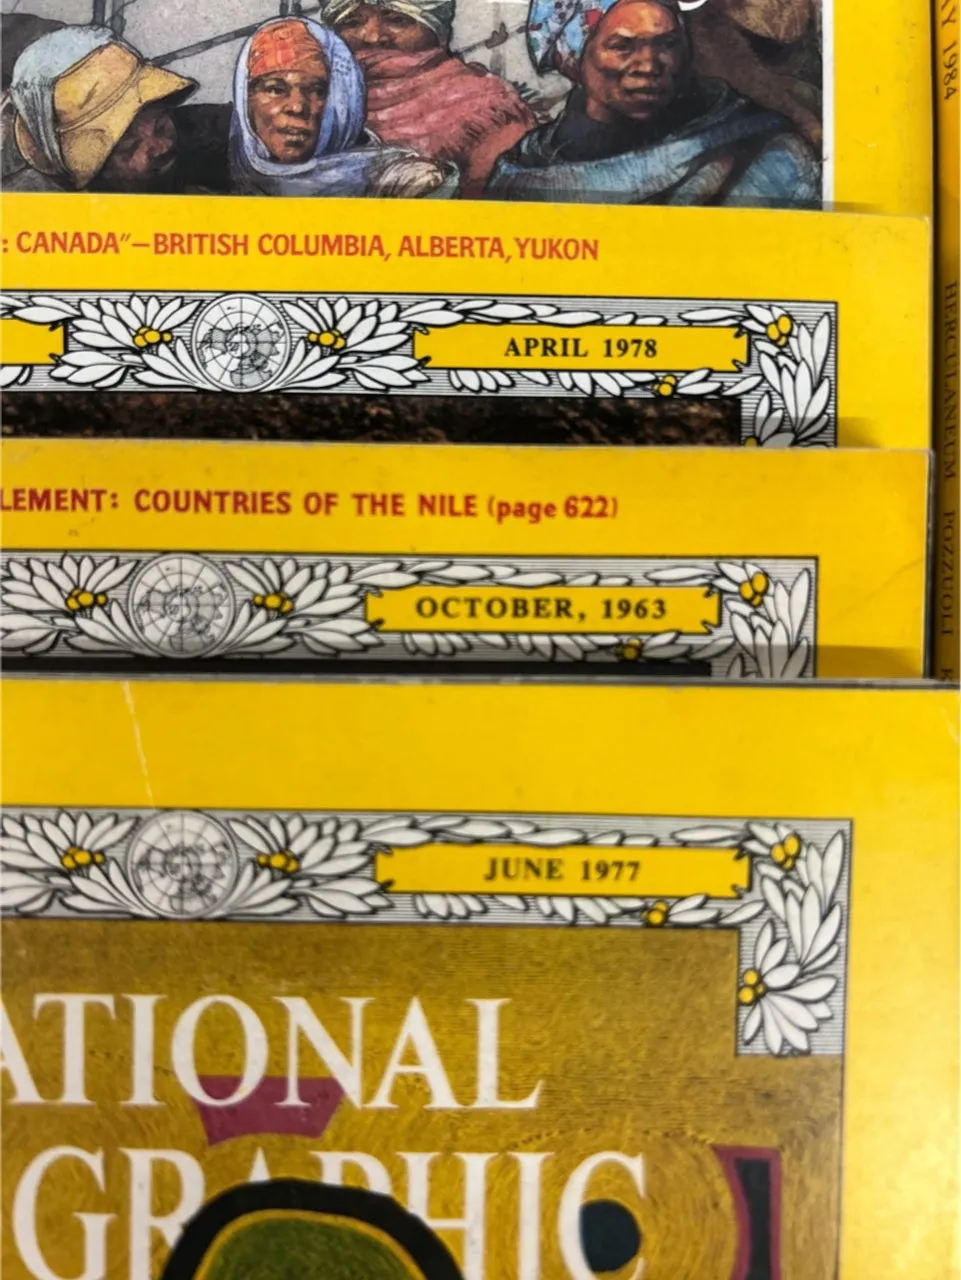 : CANADA"—BRITISH COLUMBIA, ALBERTA, YUKON
APRIL 1978
LEMENT: COUNTRIES OF THE NILE (page 622)
OCTOBER, 1963
JUNE 1977
ATIONAL
GRAPHIC
AY 1984
HERCULANEUM POZZUOLI K